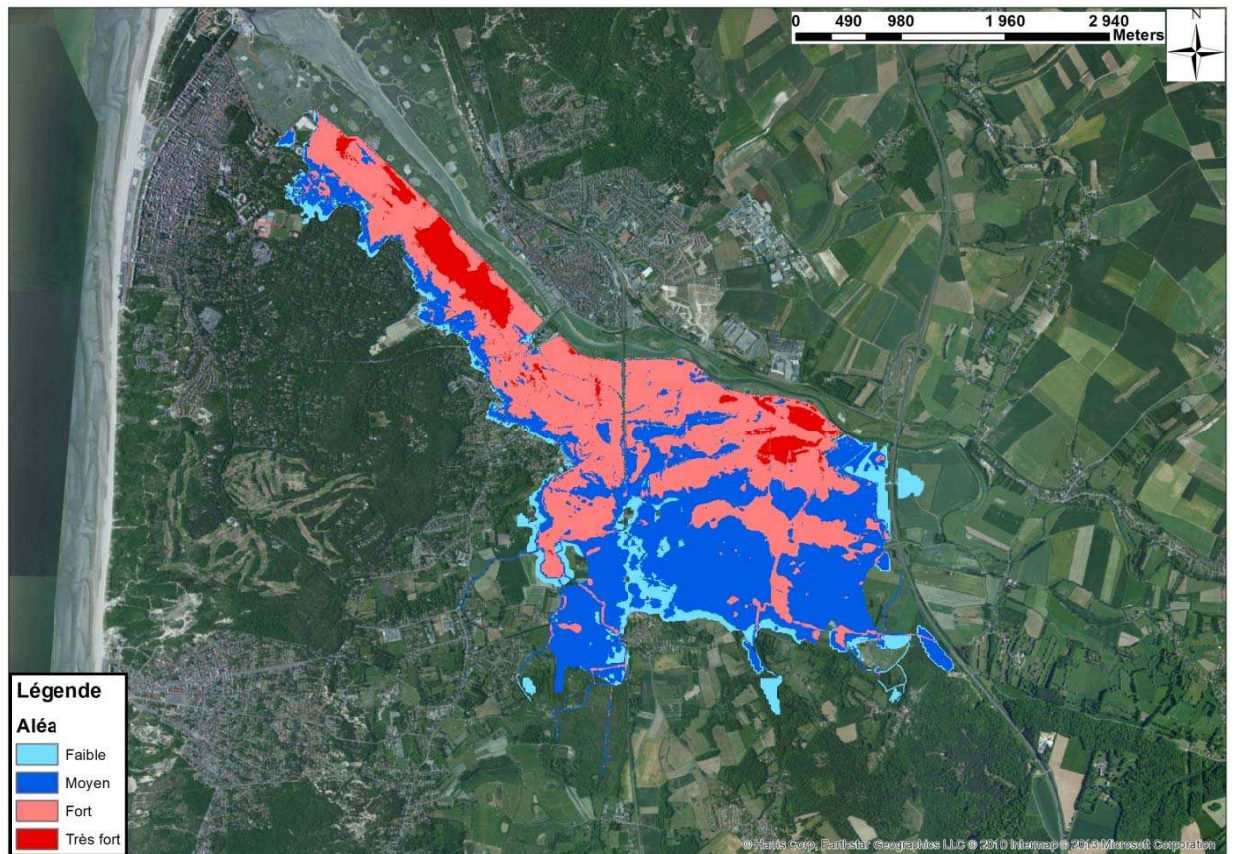 0 490 980 1 960 2 940
Meters
N
Légende
Aléa
Faible
Moyen
Fort
Très fort
© Harris Corp, Earthstar Geographics LLC © 2010 Intermap © 2013 Microsoft Corporation